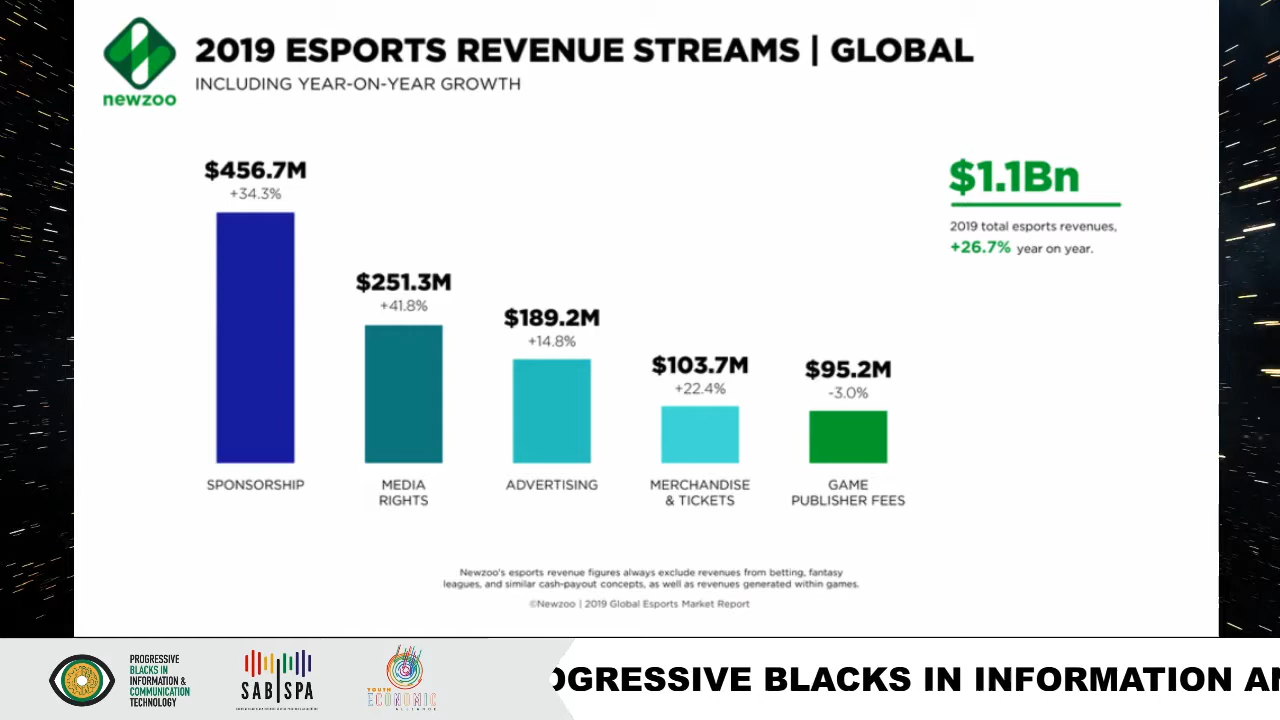 newzoo
2019 ESPORTS REVENUE STREAMS | GLOBAL
INCLUDING YEAR-ON-YEAR GROWTH
$456.7M
+34.3%
$251.3M
+41.8%
$189.2M
+14.8%
$103.7M
+22.4%
$95.2M
-3.0%
SPONSORSHIP
MEDIA
RIGHTS
ADVERTISING
MERCHANDISE
& TICKETS
GAME
PUBLISHER FEES
$1.1Bn
2019 total esports revenues,
+26.7% year on year.
Newzoo's esports revenue figures always exclude revenues from betting, fantasy
leagues, and similar cash-payout concepts, as well as revenues generated within games.
©Newzoo | 2019 Global Esports Market Report
PROGRESSIVE
BLACKS IN
INFORMATION &
COMMUNICATION
TECHNOLOGY
SAB|SPA
YOUTH
ECONOMIC
ALLIANCE
OGRESSIVE BLACKS IN INFORMATION AN